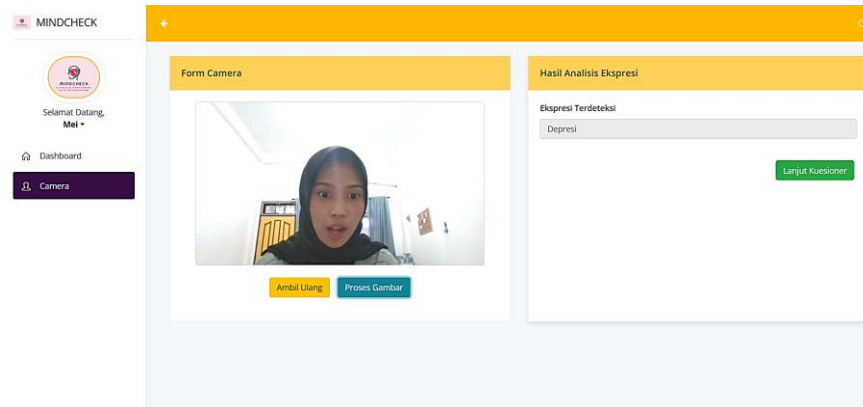 MINDCHECK
MINDCHECK
Selamat Datang,
Mei
Dashboard
Camera
Form Camera
Ambil Ulang
Proses Gambar
Hasil Analisis Ekspresi
Ekspresi Terdeteksi
Depresi
Lanjut Kuesioner